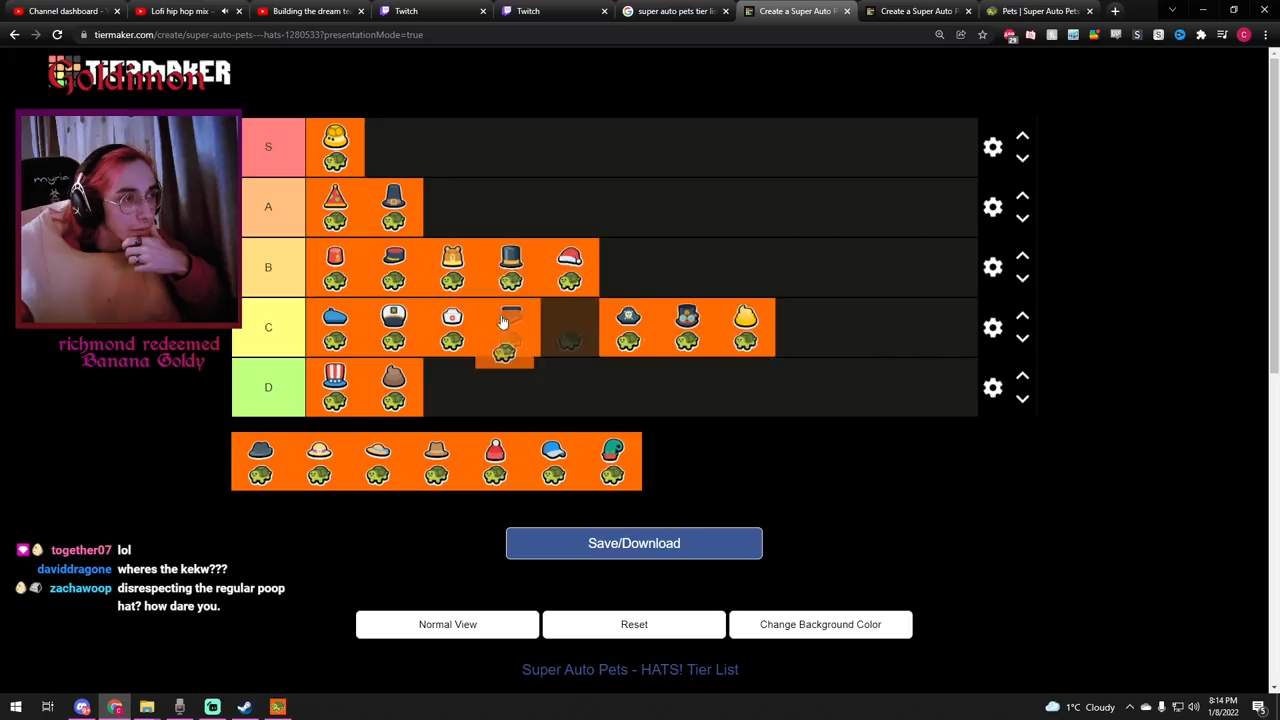 Channel dashboard -
Lofi hip hop mix -
Building the dream te
Twitch
Twitch
super auto pets tier li
Create a Super Auto P
Create a Super Auto P
Pets | Super Auto Pets
tiermaker.com/create/super-auto-pets---hats-1280533?presentationMode=true
29
C
TiERMAKER
Goldimon
myria
richmond redeemed
Banana Goldy
S
A
B
C
D
Save/Download
together07 lol
daviddragone wheres the kekw???
zachawoop disrespecting the regular poop
hat? how dare you.
Normal View
Reset
Change Background Color
Super Auto Pets - HATS! Tier List
1°C Cloudy
8:14 PM
1/8/2022